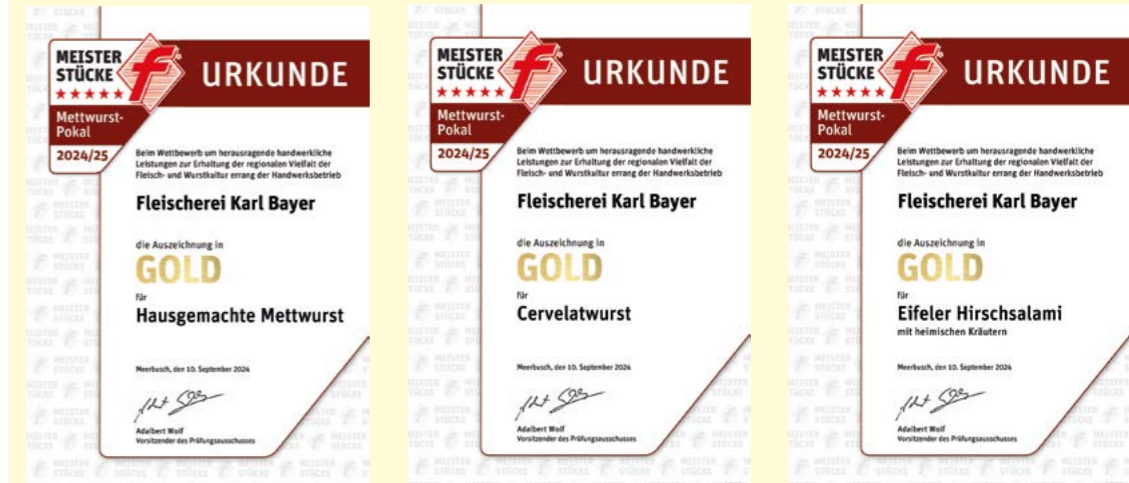 MEISTER
STÜCKE
URKUNDE
Mettwurst-
Pokal
2024/25
Beim Wettbewerb um herausragende handwerkliche
Leistungen zur Erhaltung der regionalen Vielfalt der
Fleisch- und Wurstkultur errang der Handwerksbetrieb
Fleischerei Karl Bayer
die Auszeichnung in
GOLD
für
Hausgemachte Mettwurst
Meerbusch, den 10. September 2024
Adalbert Wolf
Vorsitzender des Prüfungsausschusses
MEISTER
STÜCKE
URKUNDE
Mettwurst-
Pokal
2024/25
Beim Wettbewerb um herausragende handwerkliche
Leistungen zur Erhaltung der regionalen Vielfalt der
Fleisch- und Wurstkultur errang der Handwerksbetrieb
Fleischerei Karl Bayer
die Auszeichnung in
GOLD
für
Cervelatwurst
Meerbusch, den 10. September 2024
Adalbert Wolf
Vorsitzender des Prüfungsausschusses
MEISTER
STÜCKE
URKUNDE
Mettwurst-
Pokal
2024/25
Beim Wettbewerb um herausragende handwerkliche
Leistungen zur Erhaltung der regionalen Vielfalt der
Fleisch- und Wurstkultur errang der Handwerksbetrieb
Fleischerei Karl Bayer
die Auszeichnung in
GOLD
für
Eifeler Hirschsalami
mit heimischen Kräutern
Meerbusch, den 10. September 2024
Adalbert Wolf
Vorsitzender des Prüfungsausschusses